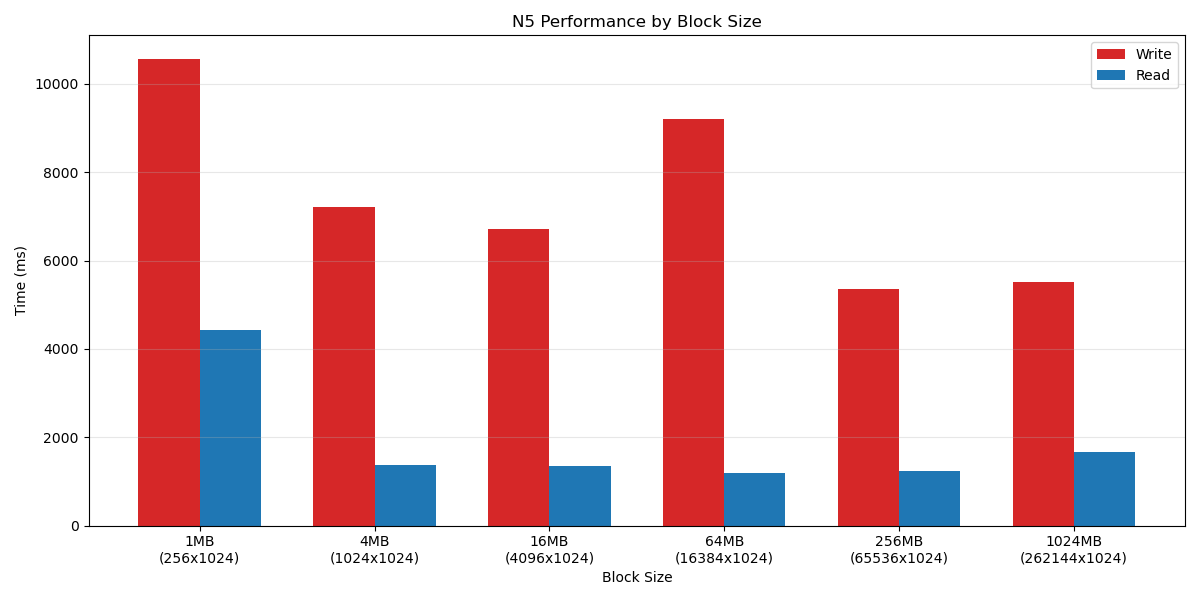 N5 Performance by Block Size
Write
Read
Time (ms)
10000
8000
6000
4000
2000
0
1MB 4MB 16MB 64MB 256MB 1024MB
(256x1024) (1024x1024) (4096x1024) (16384x1024) (65536x1024) (262144x1024)
Block Size